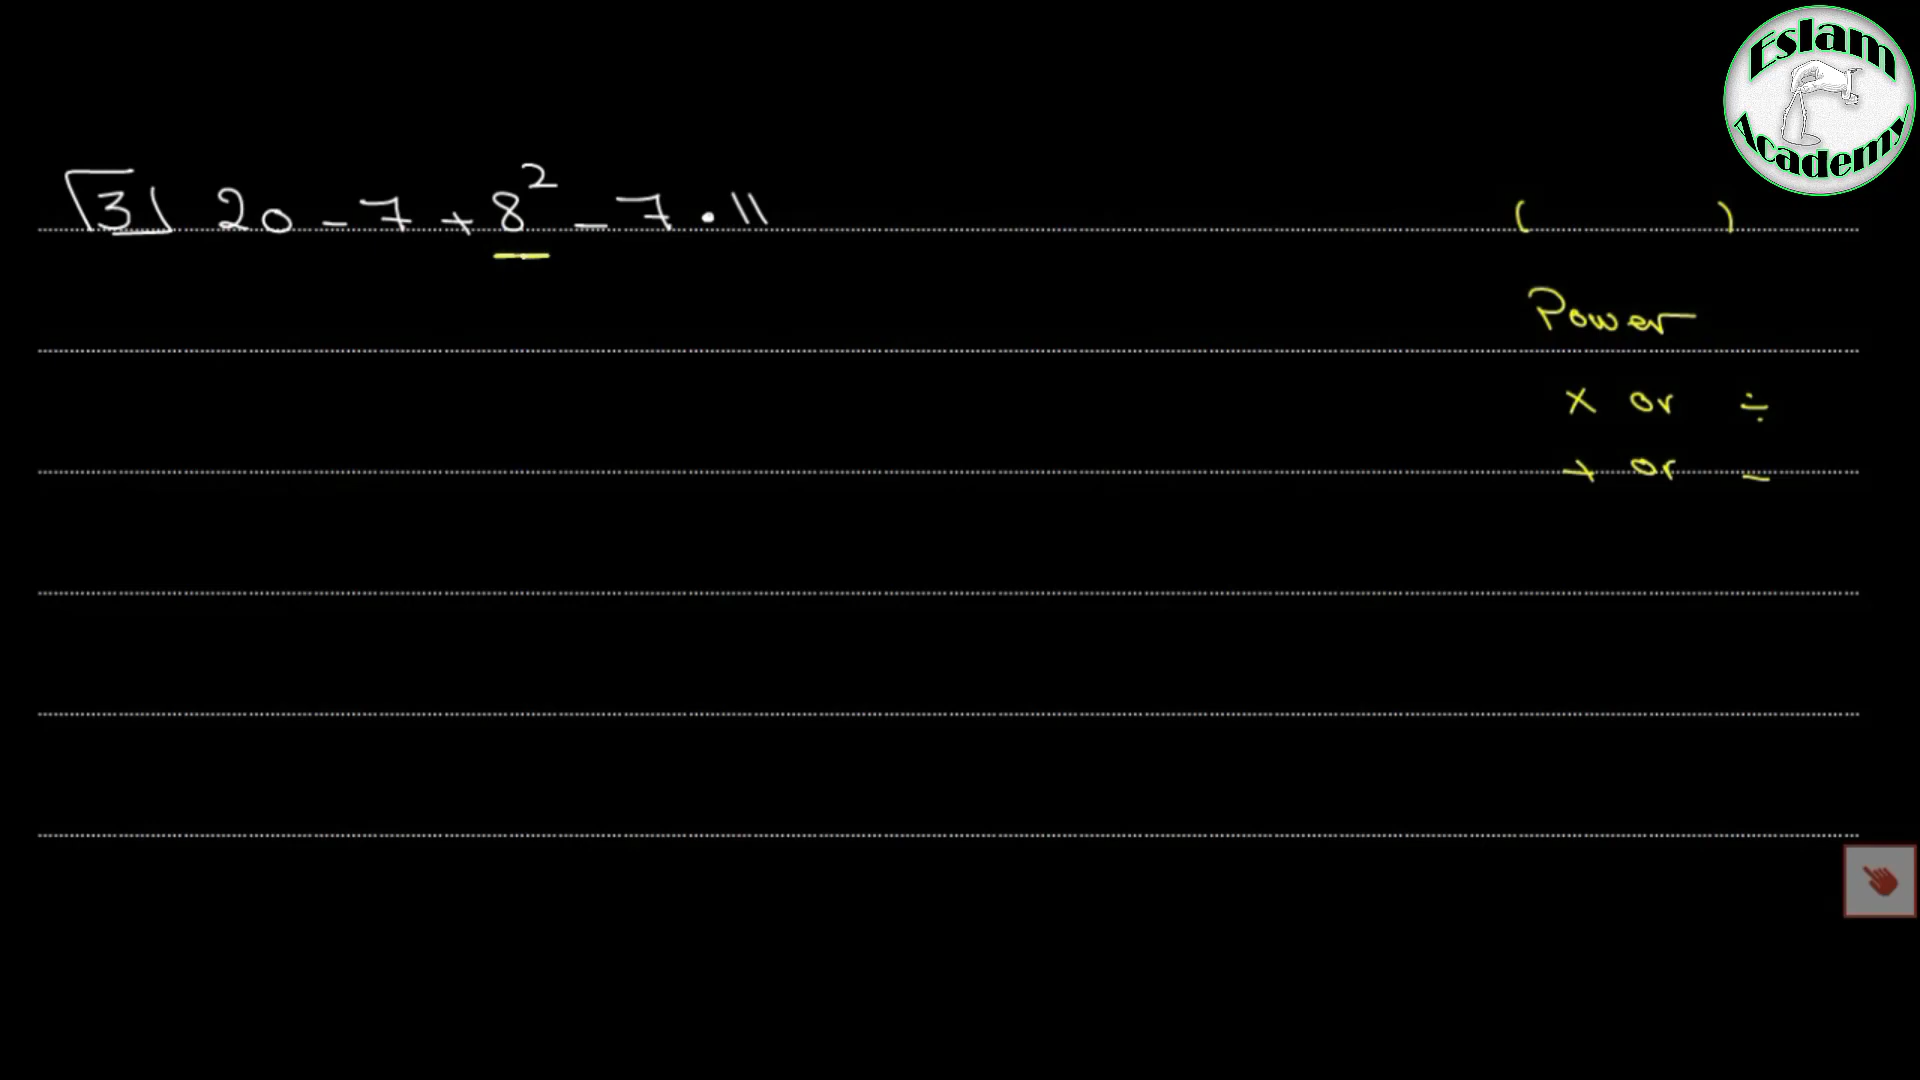 3 20 - 7 + 8² - 7 • 11
( )
Power
× or ÷
+ or -
Eslam
Academy